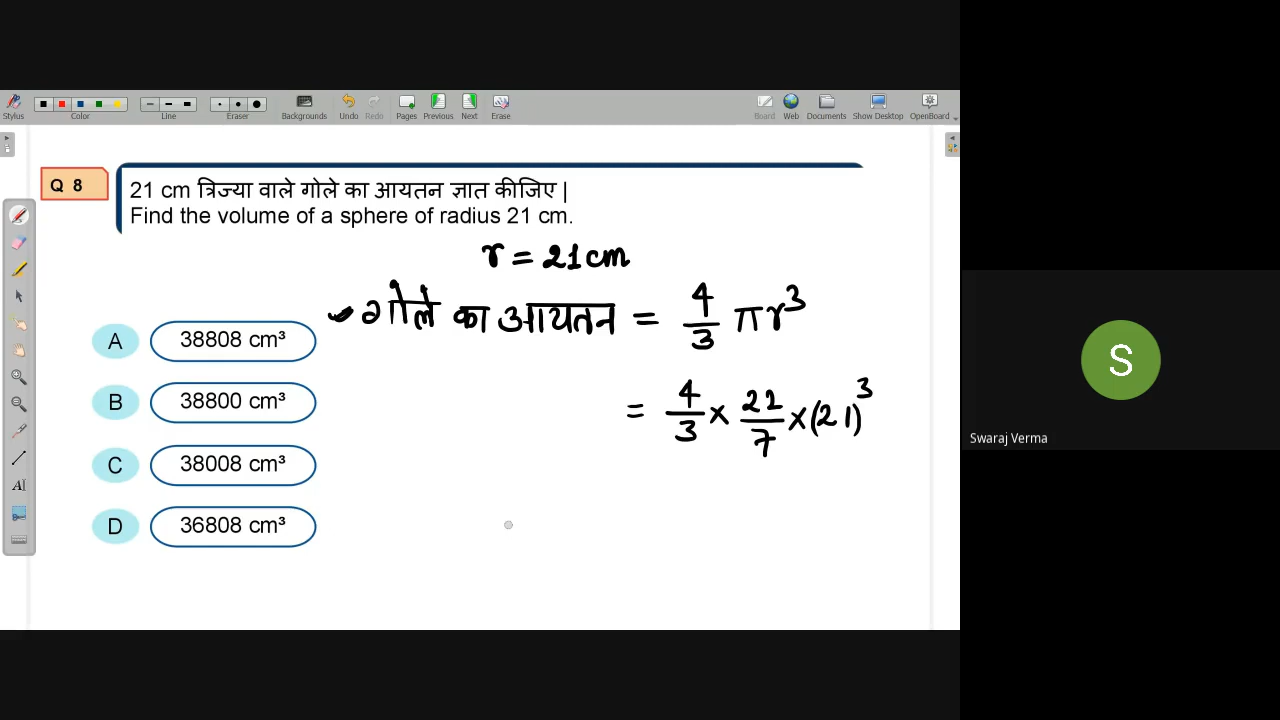 Stylus Color Line Eraser Backgrounds Undo Redo Pages Previous Next Erase Board Web Documents Show Desktop OpenBoard
Q 8
21 cm त्रिज्या वाले गोले का आयतन ज्ञात कीजिए |
Find the volume of a sphere of radius 21 cm.
r = 21 cm
गोले का आयतन = 4/3 πr³
= 4/3 × 22/7 × (21)³
A 38808 cm³
B 38800 cm³
C 38008 cm³
D 36808 cm³
S
Swaraj Verma